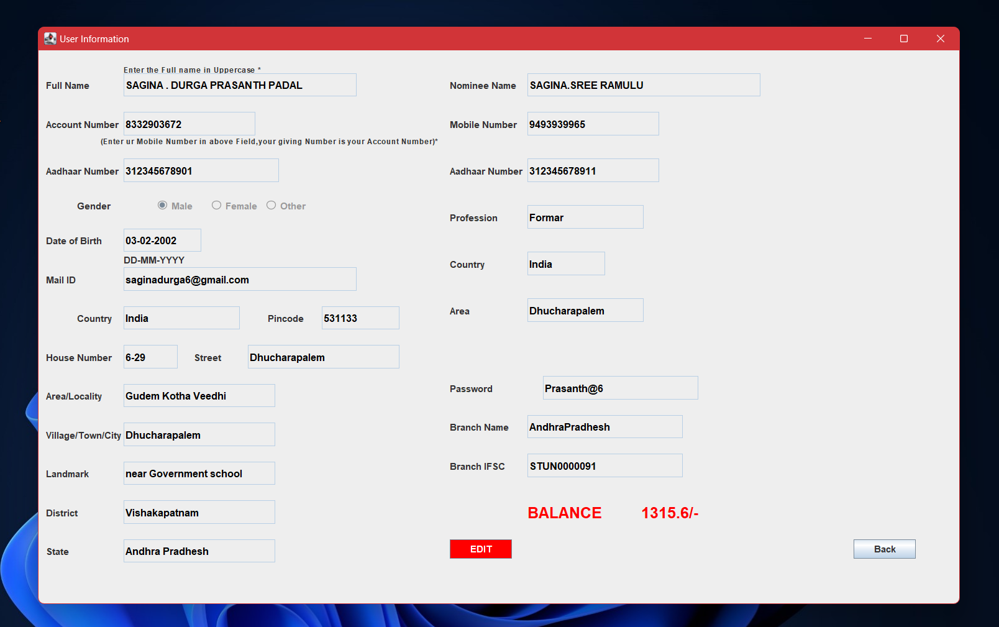 User Information
Enter the Full name in Uppercase *
Full Name SAGINA . DURGA PRASANTH PADAL
Nominee Name SAGINA.SREE RAMULU
Account Number 8332903672
Mobile Number 9493939965
(Enter ur Mobile Number in above Field,your giving Number is your Account Number)*
Aadhaar Number 312345678901
Aadhaar Number 312345678911
Gender Male Female Other
Profession Formar
Date of Birth 03-02-2002
DD-MM-YYYY
Country India
Mail ID saginadurga6@gmail.com
Country India Pincode 531133
Area Dhucharapalem
House Number 6-29 Street Dhucharapalem
Area/Locality Gudem Kotha Veedhi
Password Prasanth@6
Village/Town/City Dhucharapalem
Branch Name AndhraPradhesh
Landmark near Government school
Branch IFSC STUN0000091
District Vishakapatnam
BALANCE 1315.6/-
State Andhra Pradhesh
EDIT
Back